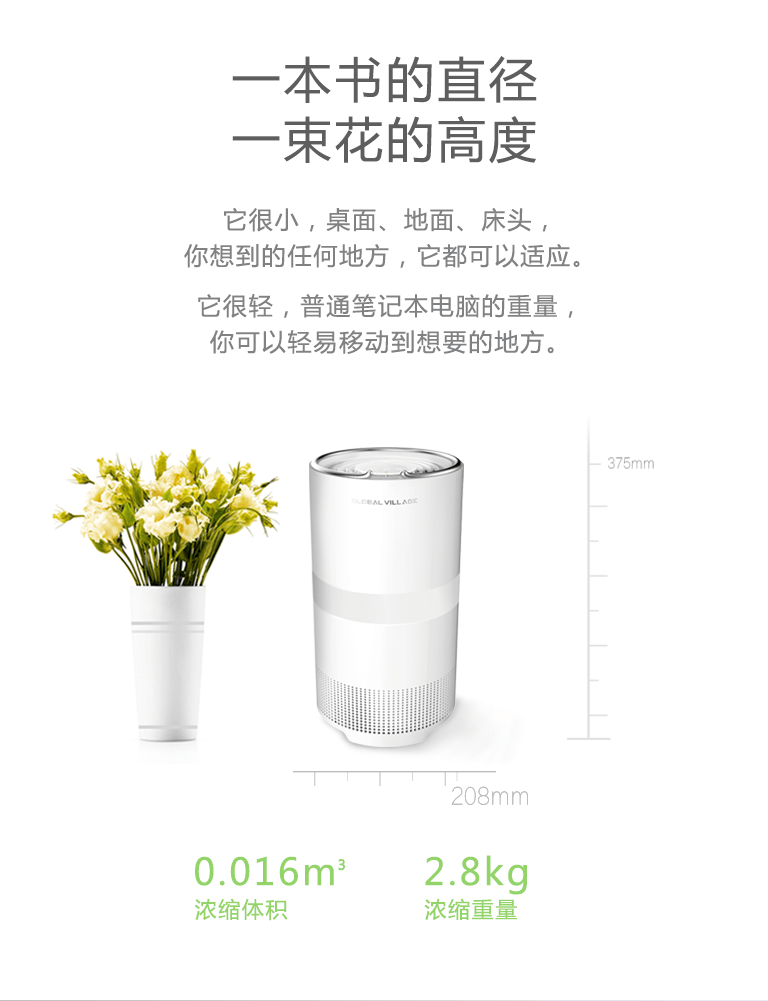 一本书的直径
一束花的高度
它很小，桌面、地面、床头，
你想到的任何地方，它都可以适应。
它很轻，普通笔记本电脑的重量，
你可以轻易移动到想要的地方。
375mm
GLOBAL VILLAGE
208mm
0.016m³ 2.8kg
浓缩体积 浓缩重量